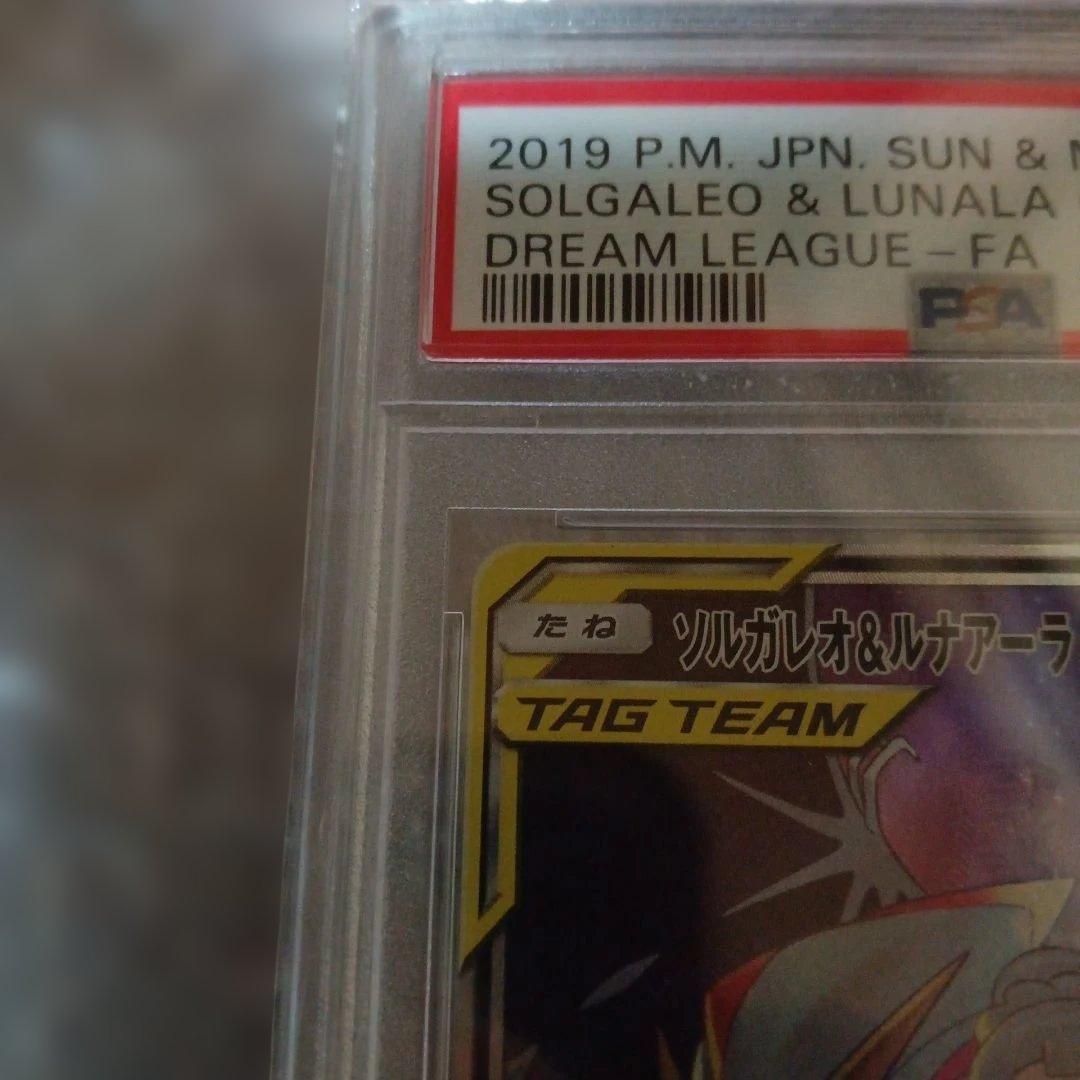 2019 P.M. JPN. SUN &
SOLGALEO & LUNALA
DREAM LEAGUE-FA
PSA
たね ソルガレオ&ルナアーラ
TAG TEAM